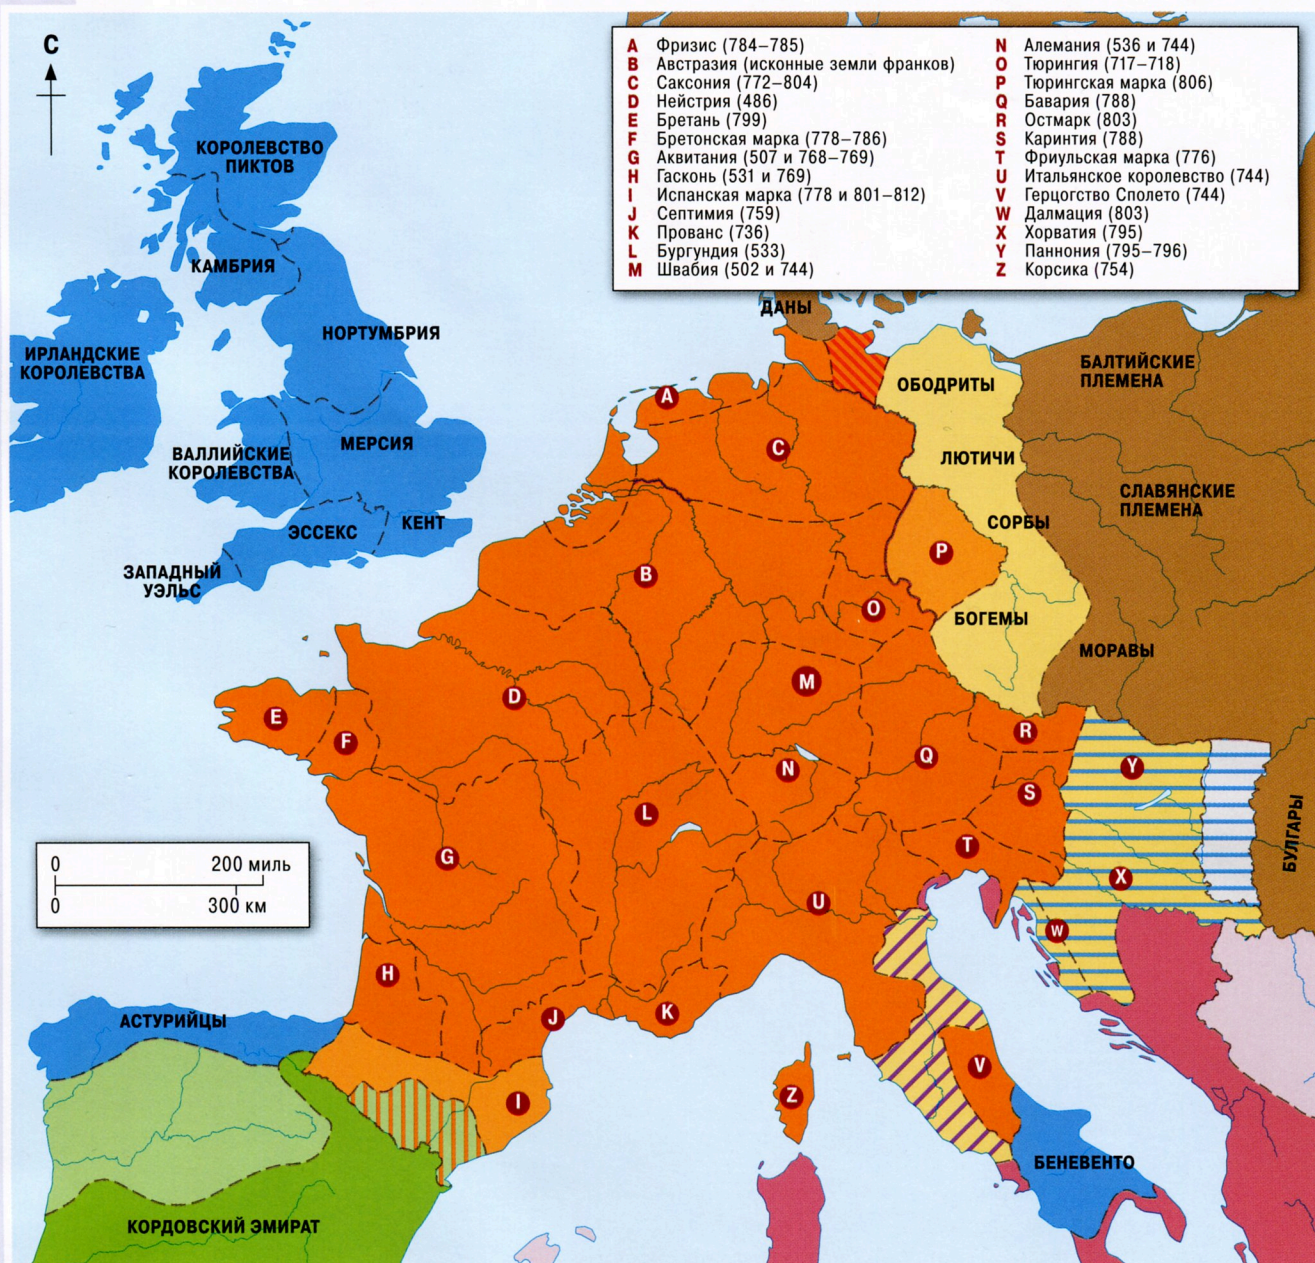 С
A Фризис (784–785)
B Австразия (исконные земли франков)
C Саксония (772–804)
D Нейстрия (486)
E Бретань (799)
F Бретонская марка (778–786)
G Аквитания (507 и 768–769)
H Гасконь (531 и 769)
I Испанская марка (778 и 801–812)
J Септимия (759)
K Прованс (736)
L Бургундия (533)
M Швабия (502 и 744)
N Алемания (536 и 744)
O Тюрингия (717–718)
P Тюрингская марка (806)
Q Бавария (788)
R Остмарк (803)
S Каринтия (788)
T Фриульская марка (776)
U Итальянское королевство (744)
V Герцогство Сполето (744)
W Далмация (803)
X Хорватия (795)
Y Паннония (795–796)
Z Корсика (754)
КОРОЛЕВСТВО
ПИКТОВ
КАМБРИЯ
НОРТУМБРИЯ
ИРЛАНДСКИЕ
КОРОЛЕВСТВА
МЕРСИЯ
ВАЛЛИЙСКИЕ
КОРОЛЕВСТВА
ЭССЕКС
КЕНТ
ЗАПАДНЫЙ
УЭЛЬС
ДАНЫ
ОБОДРИТЫ
БАЛТИЙСКИЕ
ПЛЕМЕНА
ЛЮТИЧИ
СЛАВЯНСКИЕ
ПЛЕМЕНА
СОРБЫ
БОГЕМЫ
МОРАВЫ
БУЛГАРЫ
A
C
B
P
O
M
D
E
F
R
Q
N
Y
S
L
T
G
X
U
W
H
K
J
V
Z
I
0 200 миль
0 300 км
АСТУРИЙЦЫ
КОРДОВСКИЙ ЭМИРАТ
БЕНЕВЕНТО